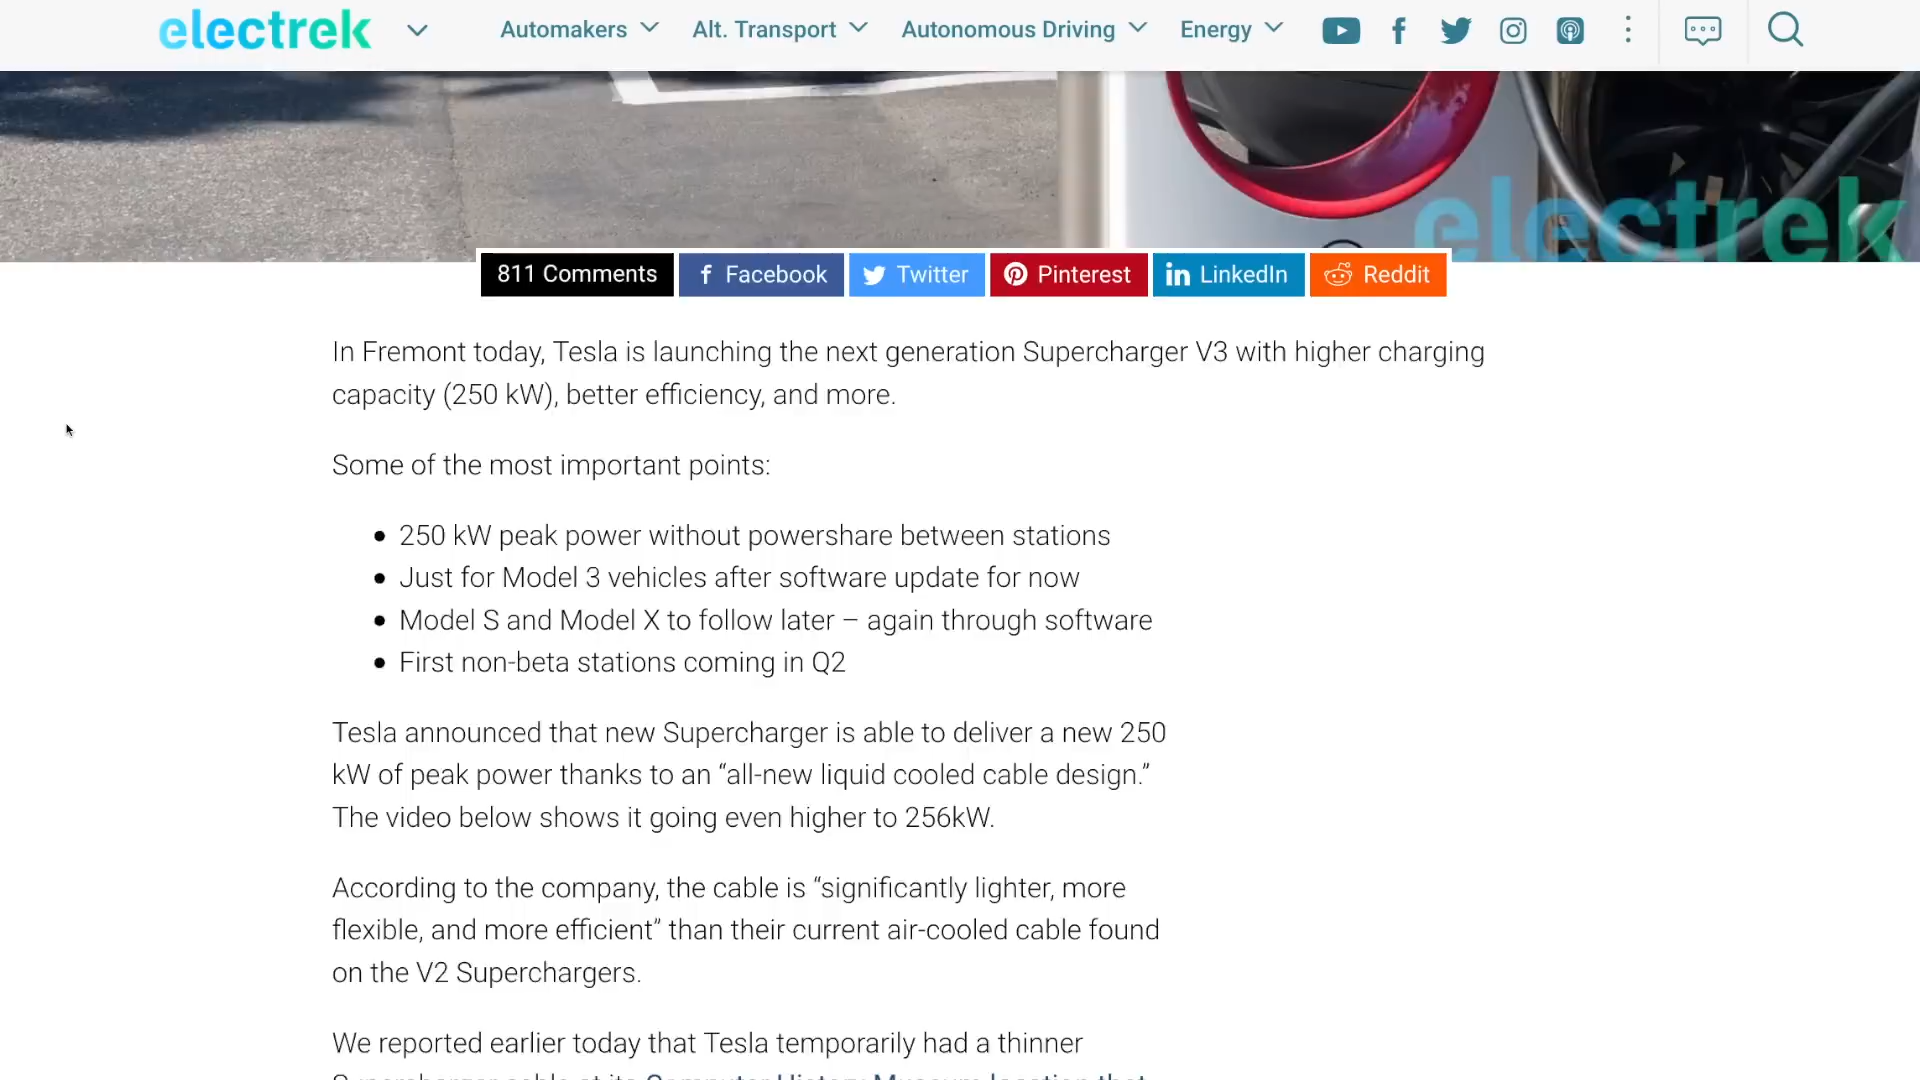 electrek
Automakers
Alt. Transport
Autonomous Driving
Energy
electrek
811 Comments
Facebook
Twitter
Pinterest
LinkedIn
Reddit
In Fremont today, Tesla is launching the next generation Supercharger V3 with higher charging
capacity (250 kW), better efficiency, and more.
Some of the most important points:
250 kW peak power without powershare between stations
Just for Model 3 vehicles after software update for now
Model S and Model X to follow later – again through software
First non-beta stations coming in Q2
Tesla announced that new Supercharger is able to deliver a new 250
kW of peak power thanks to an “all-new liquid cooled cable design.”
The video below shows it going even higher to 256kW.
According to the company, the cable is “significantly lighter, more
flexible, and more efficient” than their current air-cooled cable found
on the V2 Superchargers.
We reported earlier today that Tesla temporarily had a thinner
Supercharger cable at its Computer History Museum location that